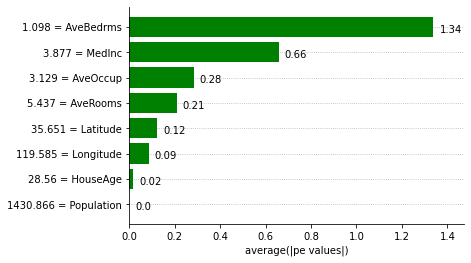 1.098 = AveBedrms
1.34
3.877 = MedInc
0.66
3.129 = AveOccup
0.28
5.437 = AveRooms
0.21
35.651 = Latitude
0.12
119.585 = Longitude
0.09
28.56 = HouseAge
0.02
1430.866 = Population
0.0
0.0 0.2 0.4 0.6 0.8 1.0 1.2 1.4
average(|pe values|)